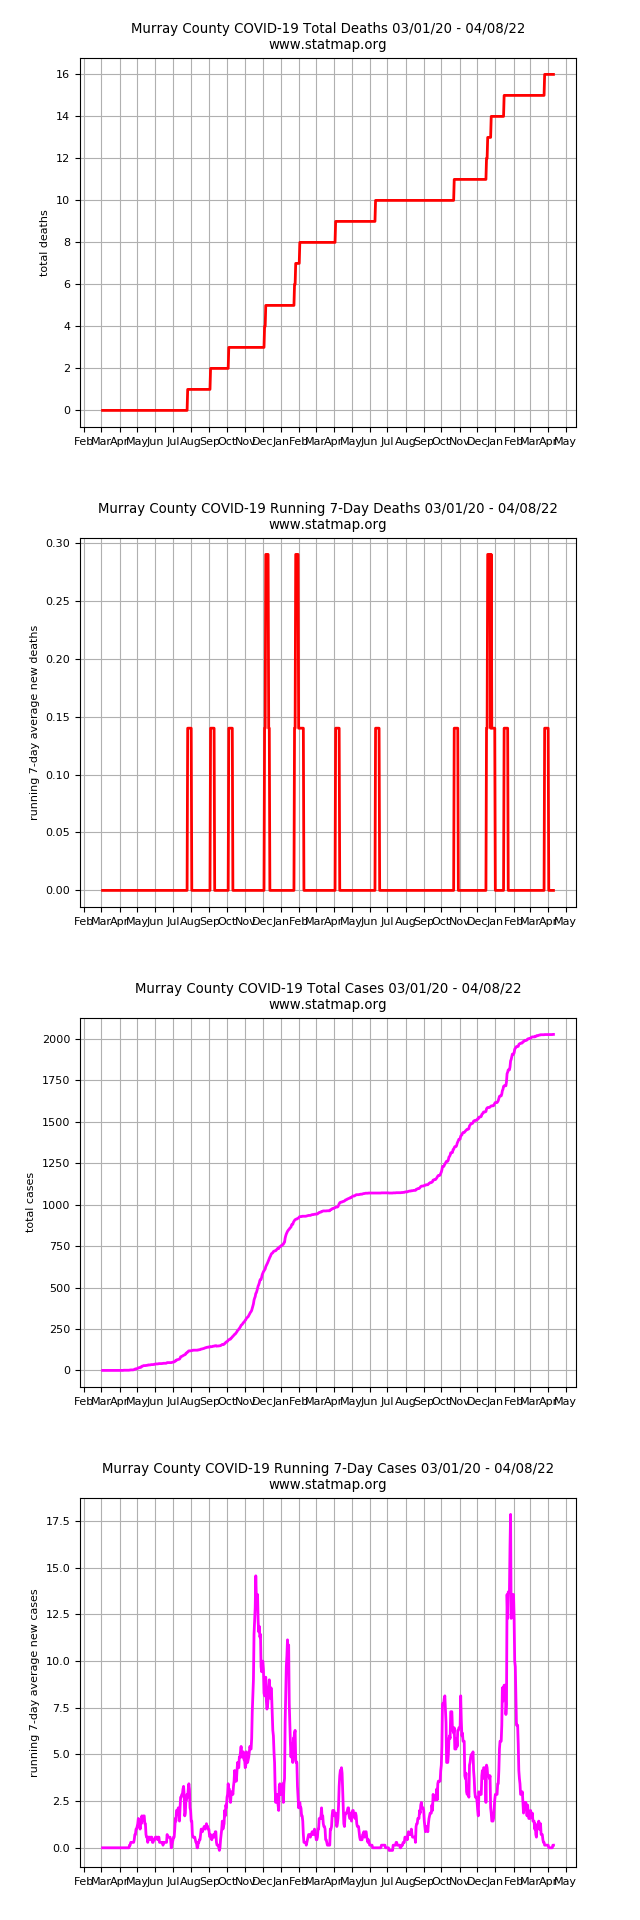 Murray County COVID-19 Total Deaths 03/01/20 - 04/08/22
www.statmap.org
16
14
12
10
8
6
4
2
0
total deaths
Feb Mar Apr May Jun Jul Aug Sep Oct Nov Dec Jan Feb Mar Apr May Jun Jul Aug Sep Oct Nov Dec Jan Feb Mar Apr May
Murray County COVID-19 Running 7-Day Deaths 03/01/20 - 04/08/22
www.statmap.org
0.30
0.25
0.20
0.15
0.10
0.05
0.00
running 7-day average new deaths
Feb Mar Apr May Jun Jul Aug Sep Oct Nov Dec Jan Feb Mar Apr May Jun Jul Aug Sep Oct Nov Dec Jan Feb Mar Apr May
Murray County COVID-19 Total Cases 03/01/20 - 04/08/22
www.statmap.org
2000
1750
1500
1250
1000
750
500
250
0
total cases
Feb Mar Apr May Jun Jul Aug Sep Oct Nov Dec Jan Feb Mar Apr May Jun Jul Aug Sep Oct Nov Dec Jan Feb Mar Apr May
Murray County COVID-19 Running 7-Day Cases 03/01/20 - 04/08/22
www.statmap.org
17.5
15.0
12.5
10.0
7.5
5.0
2.5
0.0
running 7-day average new cases
Feb Mar Apr May Jun Jul Aug Sep Oct Nov Dec Jan Feb Mar Apr May Jun Jul Aug Sep Oct Nov Dec Jan Feb Mar Apr May